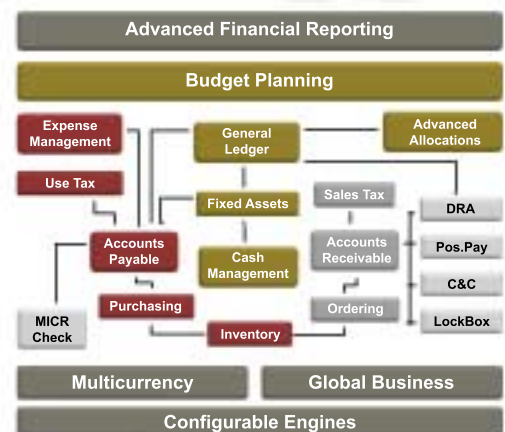 Advanced Financial Reporting
Budget Planning
Expense
Management
General
Ledger
Advanced
Allocations
Use Tax
Fixed Assets
Sales Tax
DRA
Accounts
Payable
Cash
Management
Accounts
Receivable
Pos.Pay
C&C
Purchasing
Ordering
MICR
Check
Inventory
LockBox
Multicurrency
Global Business
Configurable Engines